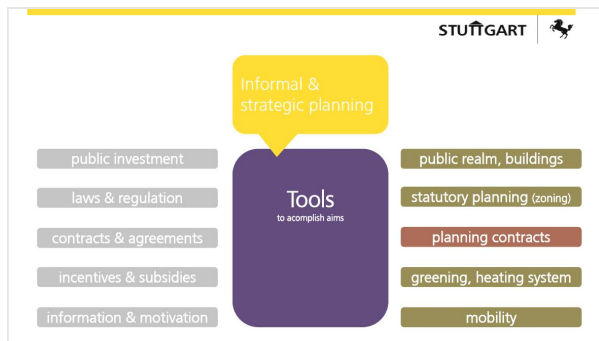 STUTTGART
Informal &
strategic planning
public investment
laws & regulation
contracts & agreements
incentives & subsidies
information & motivation
Tools
to acomplish aims
public realm, buildings
statutory planning (zoning)
planning contracts
greening, heating system
mobility